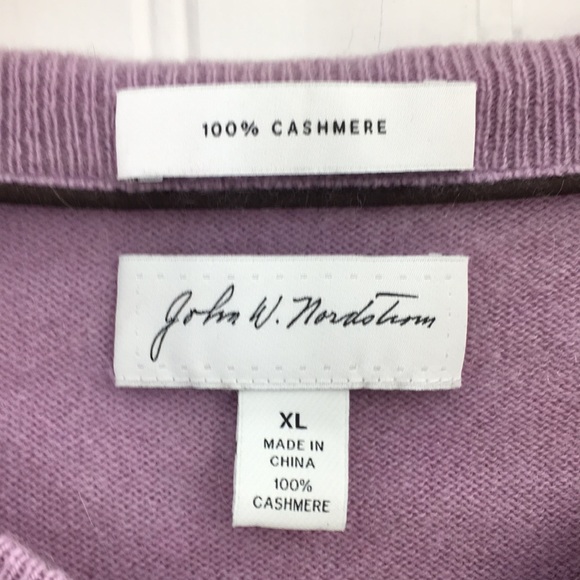 100% CASHMERE
John W. Nordstrom
XL
MADE IN
CHINA
100%
CASHMERE